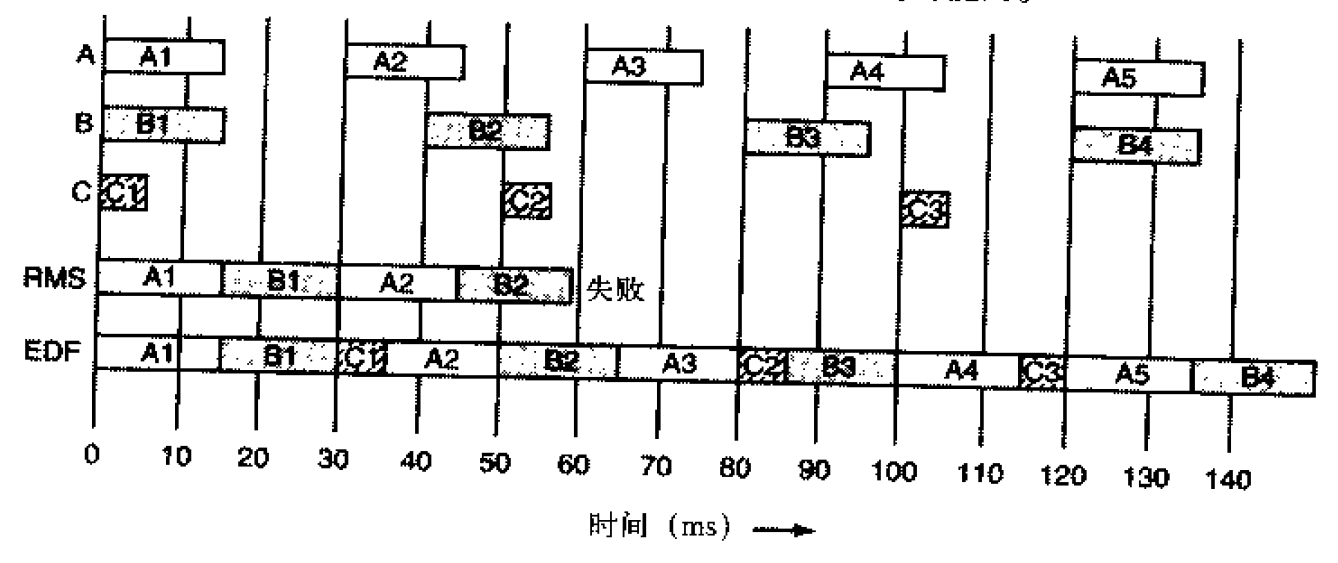 A A1 A2 A3 A4 A5
B B1 B2 B3 B4
C C1 C2 C3
RMS A1 B1 A2 B2 失败
EDF A1 B1 C1 A2 B2 A3 C2 B3 A4 C3 A5 B4
0 10 20 30 40 50 60 70 80 90 100 110 120 130 140
时间 (ms)